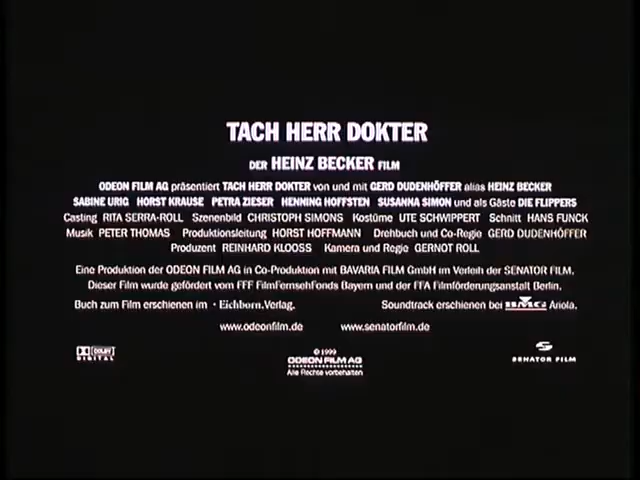 TACH HERR DOKTER
DER HEINZ BECKER FILM
ODEON FILM AG präsentiert TACH HERR DOKTER von und mit GERD DUDENHÖFFER alias HEINZ BECKER
SABINE URIG HORST KRAUSE PETRA ZIESER HENNING HOFFSTEN SUSANNA SIMON und als Gäste DIE FLIPPERS
Casting RITA SERRA-ROLL Szenenbild CHRISTOPH SIMONS Kostüme UTE SCHWIPPERT Schnitt HANS FUNCK
Musik PETER THOMAS Produktionsleitung HORST HOFFMANN Drehbuch und Co-Regie GERD DUDENHÖFFER
Produzent REINHARD KLOOSS Kamera und Regie GERNOT ROLL
Eine Produktion der ODEON FILM AG in Co-Produktion mit BAVARIA FILM GmbH im Verleih der SENATOR FILM.
Dieser Film wurde gefördert vom FFF FilmFernsehFonds Bayern und der FFA Filmförderungsanstalt Berlin.
Buch zum Film erschienen im · Eichborn.Verlag. Soundtrack erschienen bei BMG Ariola.
www.odeonfilm.de www.senatorfilm.de
DOLBY DIGITAL
© 1999
ODEON FILM AG
Alle Rechte vorbehalten
SENATOR FILM